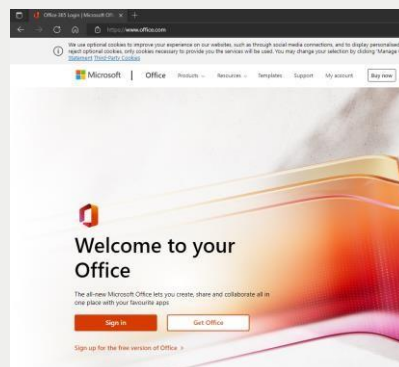 Office 365 Login | Microsoft Offi
https://www.office.com
We use optional cookies to improve your experience on our websites, such as through social media connections, and to display personalised
reject optional cookies, only cookies necessary to provide you the services will be used. You may change your selection by clicking 'Manage
Statement Third-Party Cookies
Microsoft | Office Products Resources Templates Support My account Buy now
Welcome to your
Office
The all-new Microsoft Office lets you create, share and collaborate all in
one place with your favourite apps
Sign in Get Office
Sign up for the free version of Office >